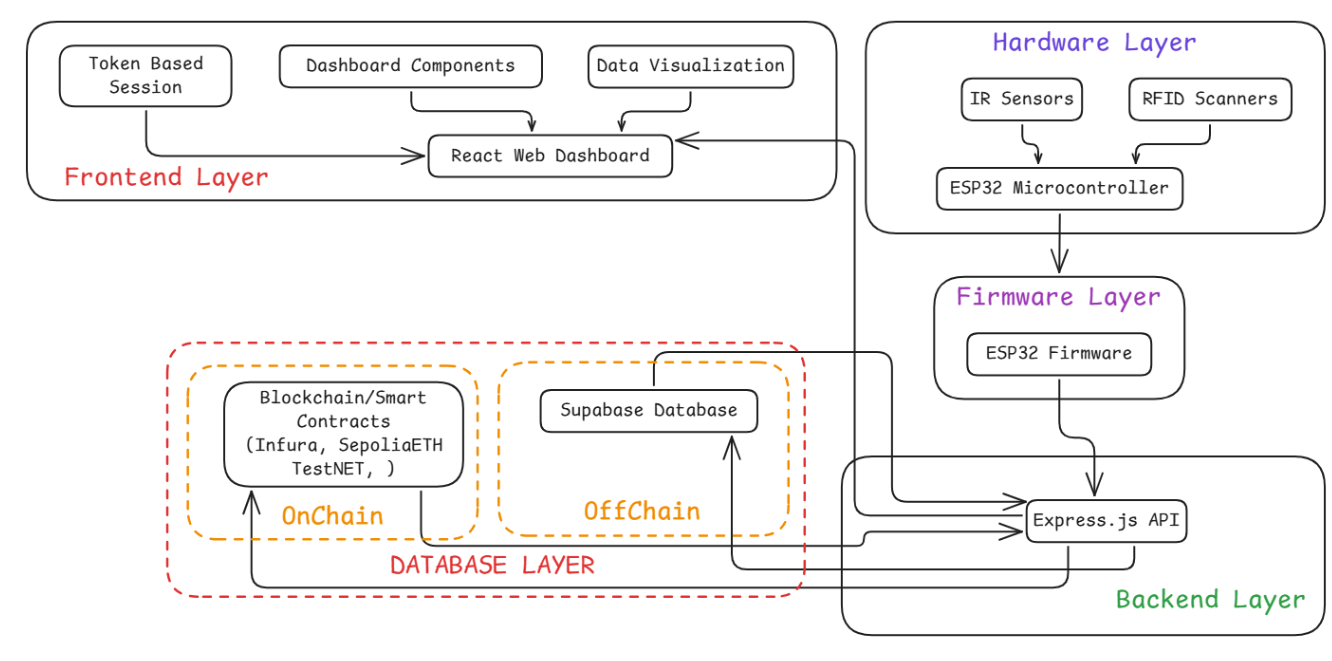 Token Based
Session
Dashboard Components
Data Visualization
React Web Dashboard
Frontend Layer
Hardware Layer
IR Sensors
RFID Scanners
ESP32 Microcontroller
Firmware Layer
ESP32 Firmware
Blockchain/Smart
Contracts
(Infura, SepoliaETH
TestNET, )
OnChain
Supabase Database
OffChain
DATABASE LAYER
Express.js API
Backend Layer